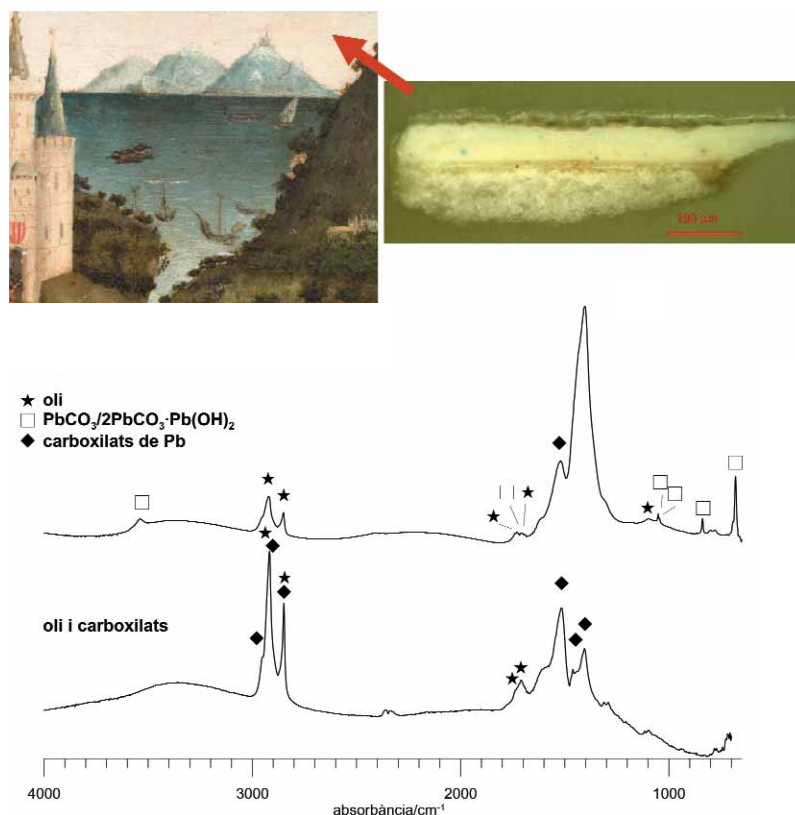 100 µm
★ oli
□ PbCO₃/2PbCO₃·Pb(OH)₂
◆ carboxilats de Pb
oli i carboxilats
4000 3000 2000 1000
absorbància/cm⁻¹